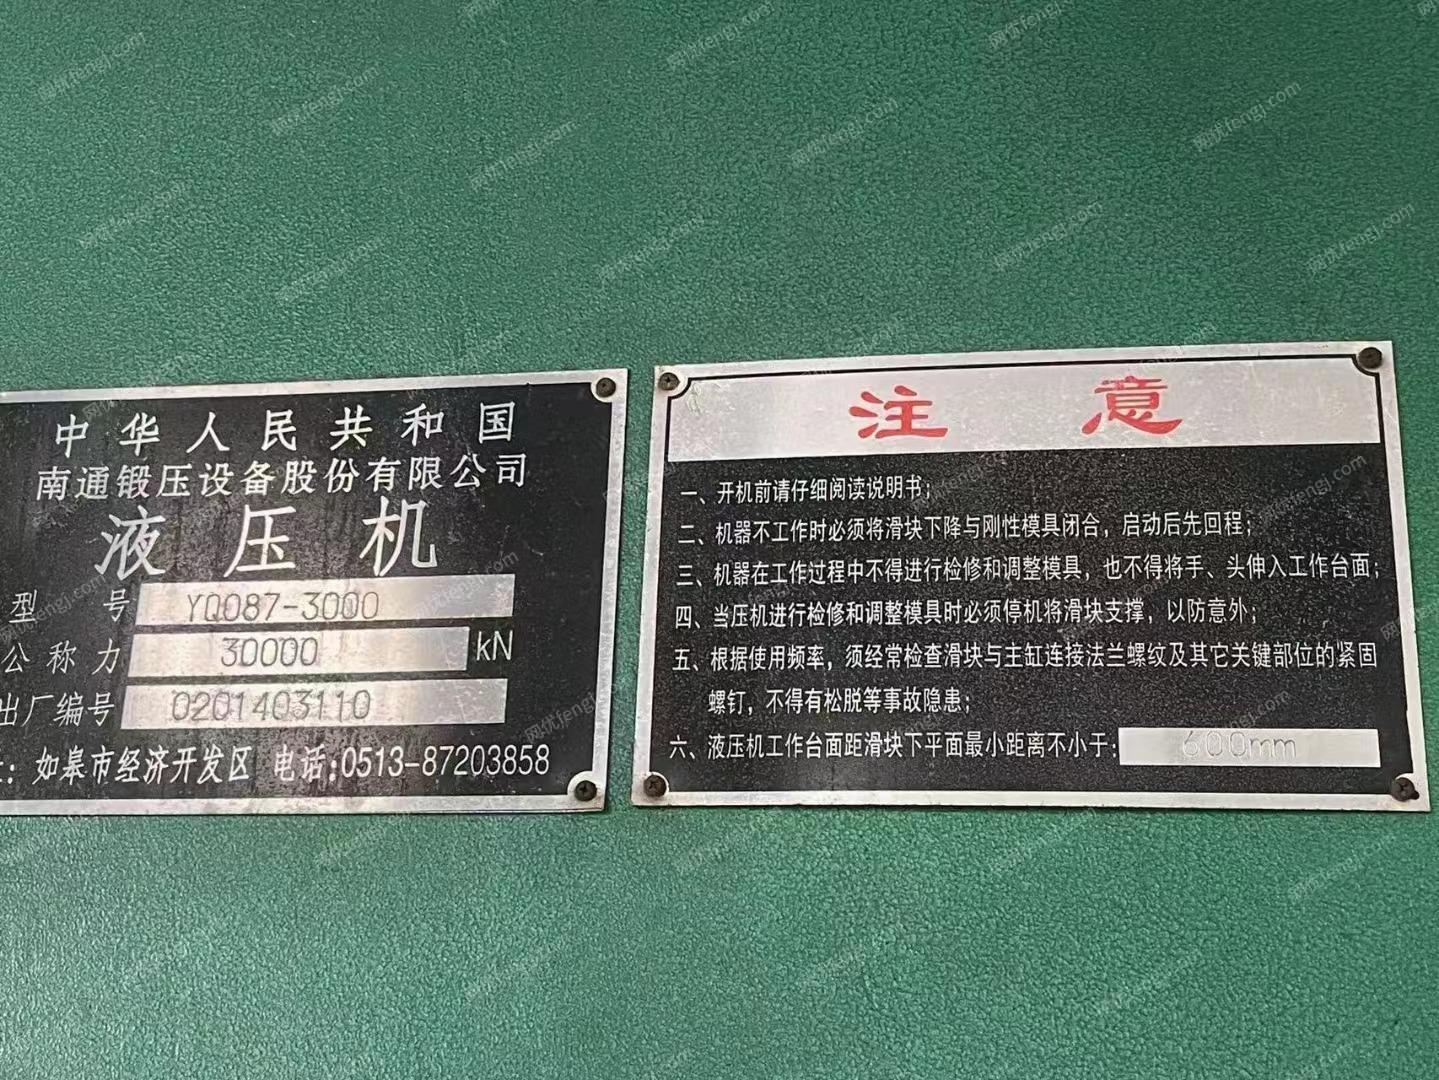 中华人民共和国
南通锻压设备股份有限公司
液压机
型号 YQ087-3000
公称力 30000 kN
出厂编号 0201403110
：如皋市经济开发区 电话：0513-87203858
注意
一、开机前请仔细阅读说明书；
二、机器不工作时必须将滑块下降与刚性模具闭合，启动后先回程；
三、机器在工作过程中不得进行检修和调整模具，也不得将手、头伸入工作台面；
四、当压机进行检修和调整模具时必须停机将滑块支撑，以防意外；
五、根据使用频率，须经常检查滑块与主缸连接法兰螺纹及其它关键部位的紧固
螺钉，不得有松脱等事故隐患；
六、液压机工作台面距滑块下平面最小距离不小于：600mm
网优fengj.com